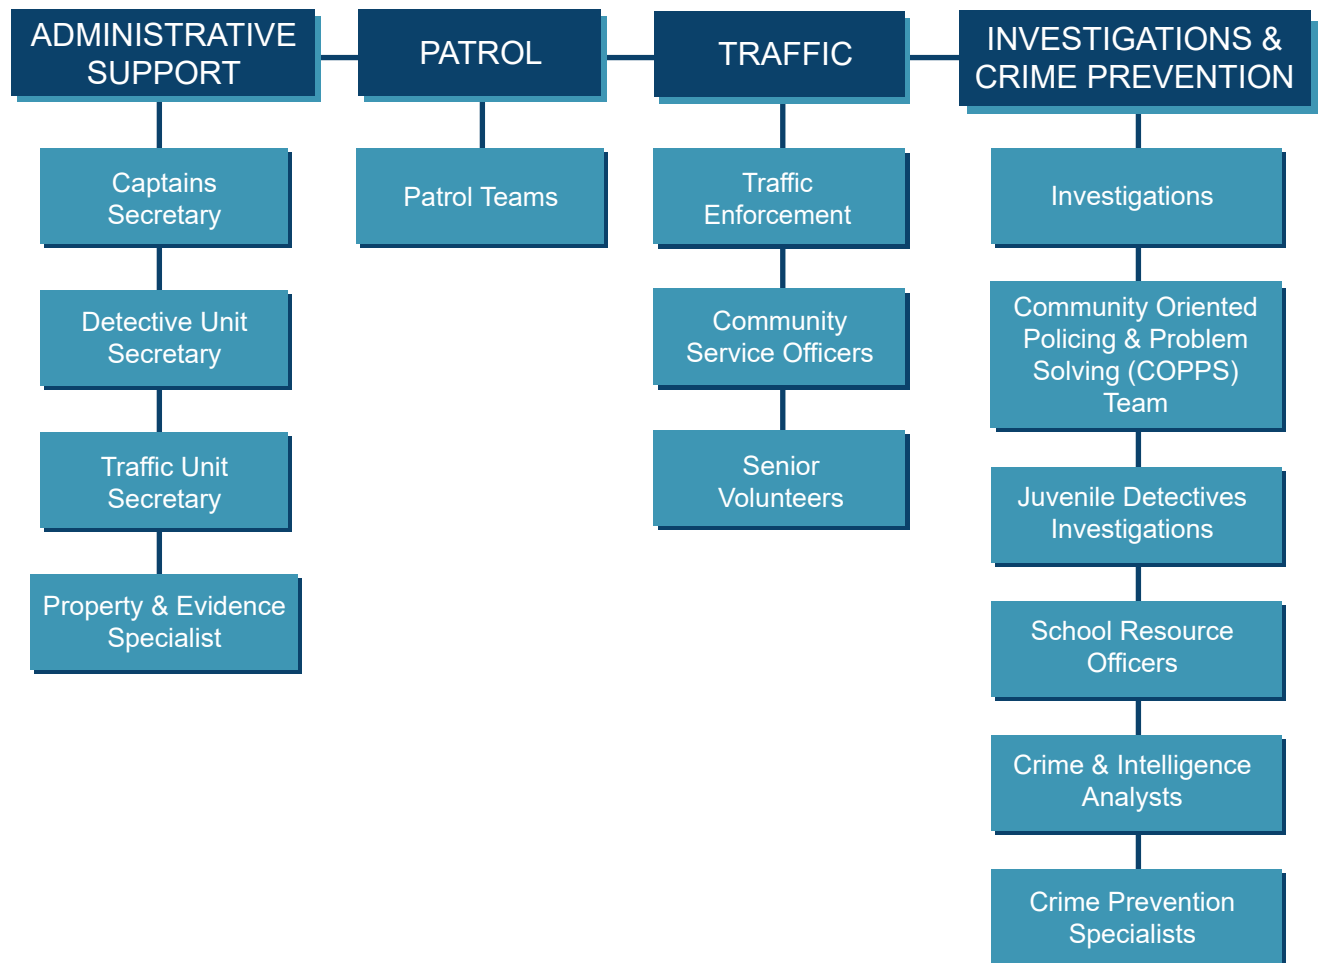 ADMINISTRATIVE
SUPPORT
Captains
Secretary
Detective Unit
Secretary
Traffic Unit
Secretary
Property & Evidence
Specialist
PATROL
Patrol Teams
TRAFFIC
Traffic
Enforcement
Community
Service Officers
Senior
Volunteers
INVESTIGATIONS &
CRIME PREVENTION
Investigations
Community Oriented
Policing & Problem
Solving (COPPS)
Team
Juvenile Detectives
Investigations
School Resource
Officers
Crime & Intelligence
Analysts
Crime Prevention
Specialists